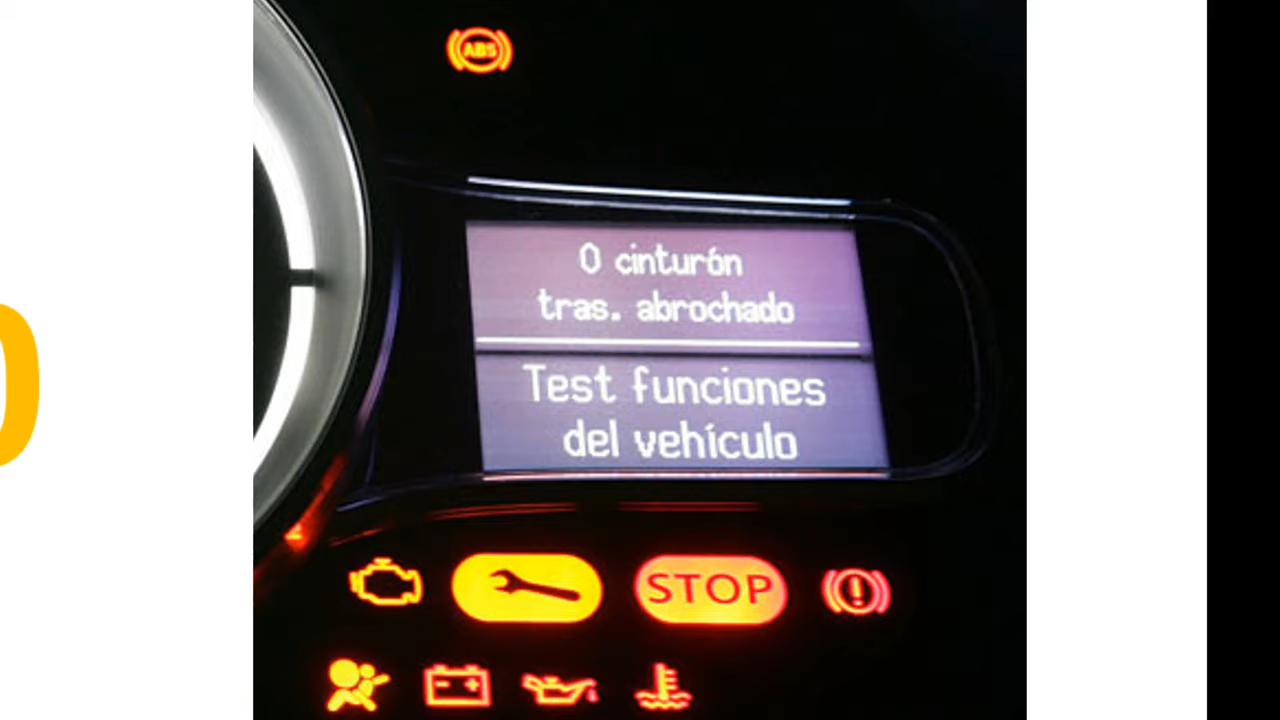 ABS
0 cinturón
tras. abrochado
Test funciones
del vehículo
STOP